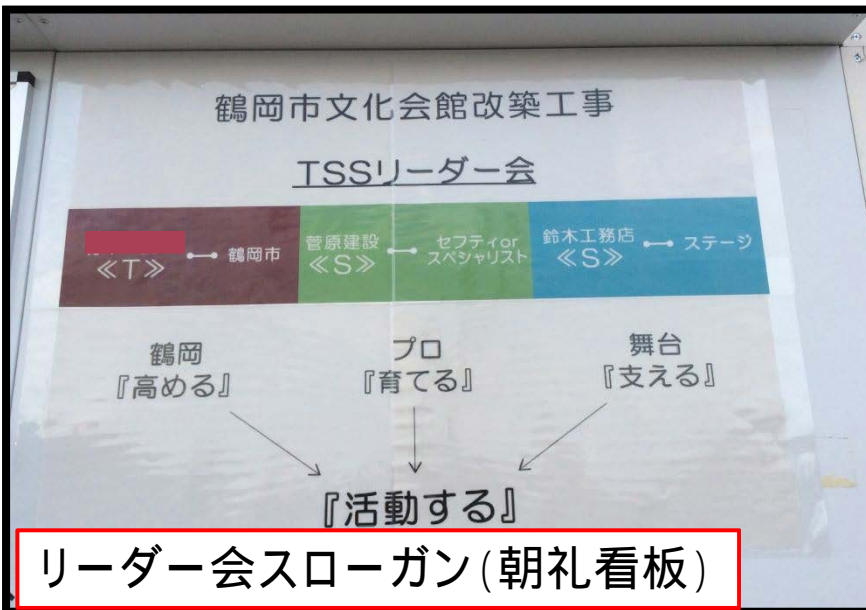 鶴岡市文化会館改築工事
TSSリーダー会
≪T≫
鶴岡市
菅原建設
≪S≫
セフティor
スペシャリスト
鈴木工務店
≪S≫
ステージ
鶴岡
『高める』
プロ
『育てる』
舞台
『支える』
『活動する』
リーダー会スローガン(朝礼看板)